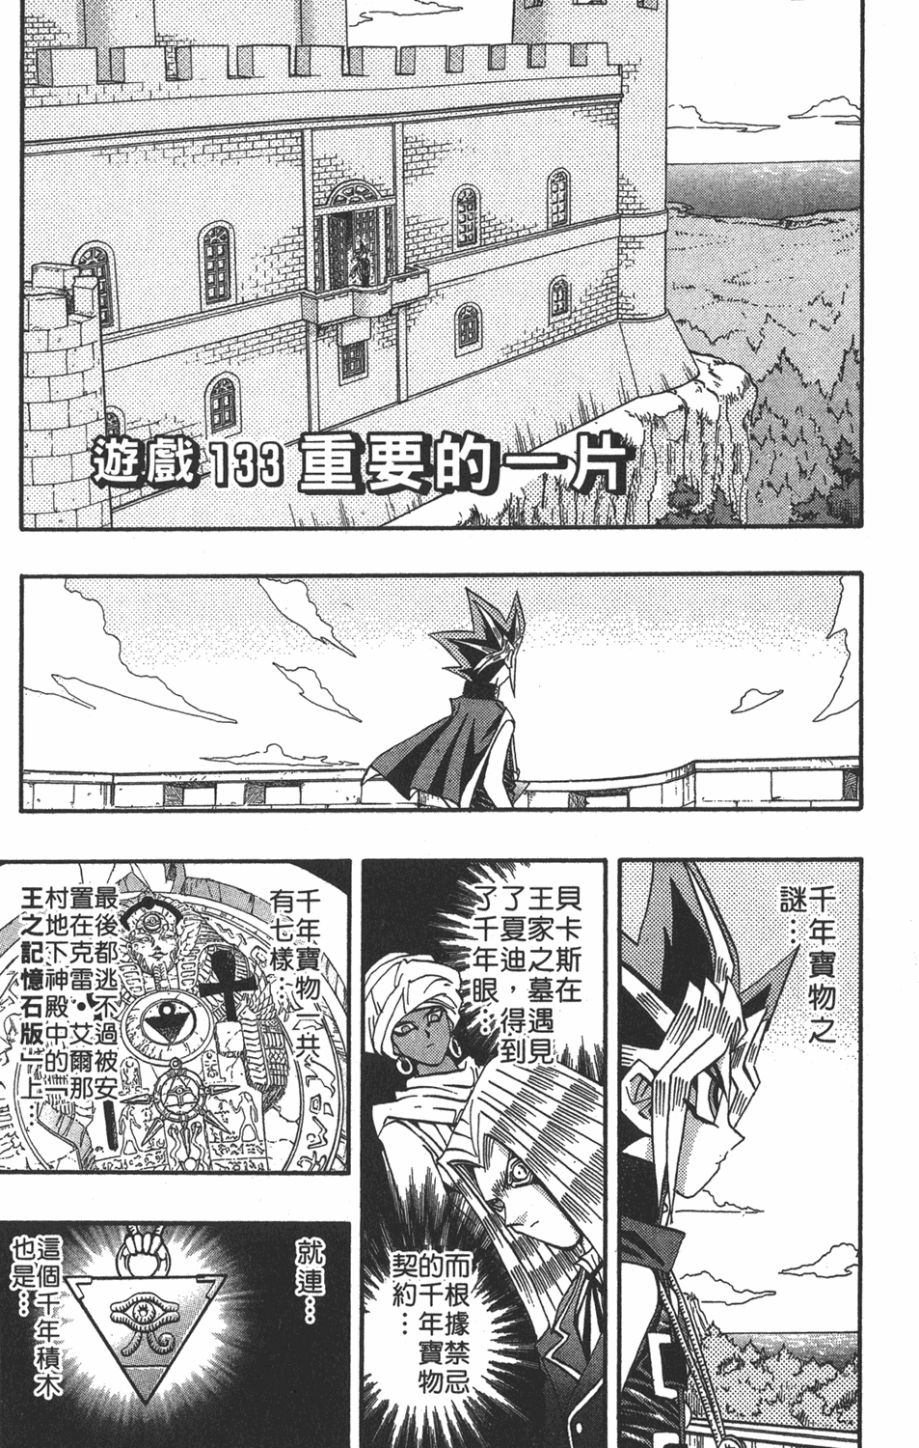 遊戲133 重要的一片
千年寶物之
謎…
貝卡斯在
王家之墓遇見
了夏迪，得到
了千年眼…
而根據禁忌
的千年寶物
契約…
千年寶物一共
有七樣…
最後都逃不過被安
置在克雷·艾爾那
村地下神殿中的「
王之記憶石版」上…
就連…
這個千年積木
也是…